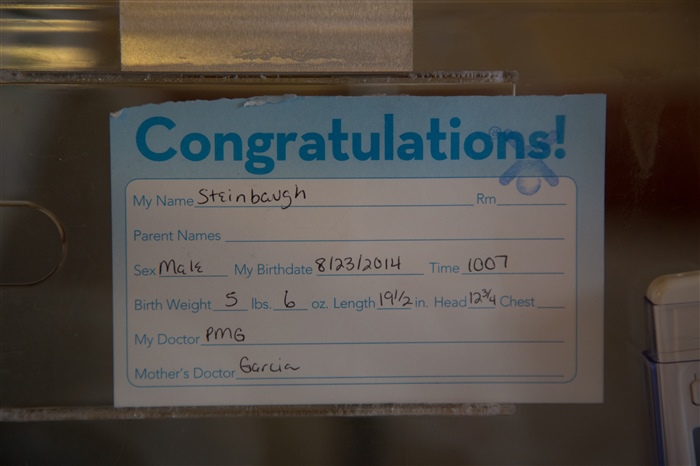 Congratulations!
My Name Steinbaugh Rm
Parent Names
Sex Male My Birthdate 8/23/2014 Time 1007
Birth Weight 5 lbs. 6 oz. Length 19 1/2 in. Head 12 3/4 Chest
My Doctor PMG
Mother's Doctor Garcia